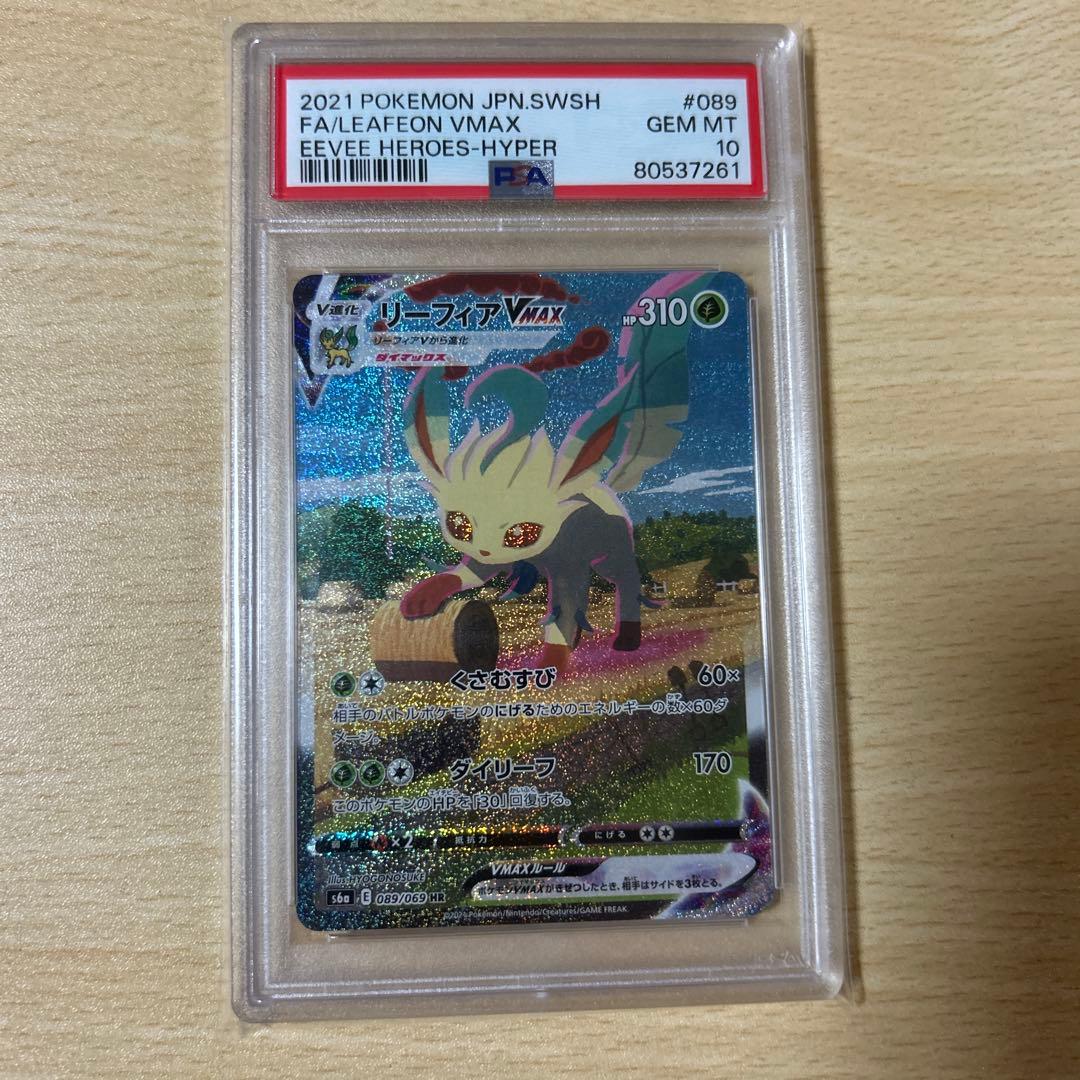 2021 POKEMON JPN.SWSH #089
FA/LEAFEON VMAX GEM MT
EEVEE HEROES-HYPER 10
PSA 80537261
V進化 リーフィアVMAX HP310
リーフィアVから進化
ダイマックス
くさむすび 60×
相手のバトルポケモンのにげるためのエネルギーの数×60ダ
メージ。
ダイリーフ 170
このポケモンのHPを「30」回復する。
×2 抵抗力 にげる
VMAXルール
ポケモンVMAXがきぜつしたとき、相手はサイドを3枚とる。
Illus. YOGONOSUKE
s6a E 089/069 HR
©2021 Pokémon/Nintendo/Creatures/GAME FREAK.